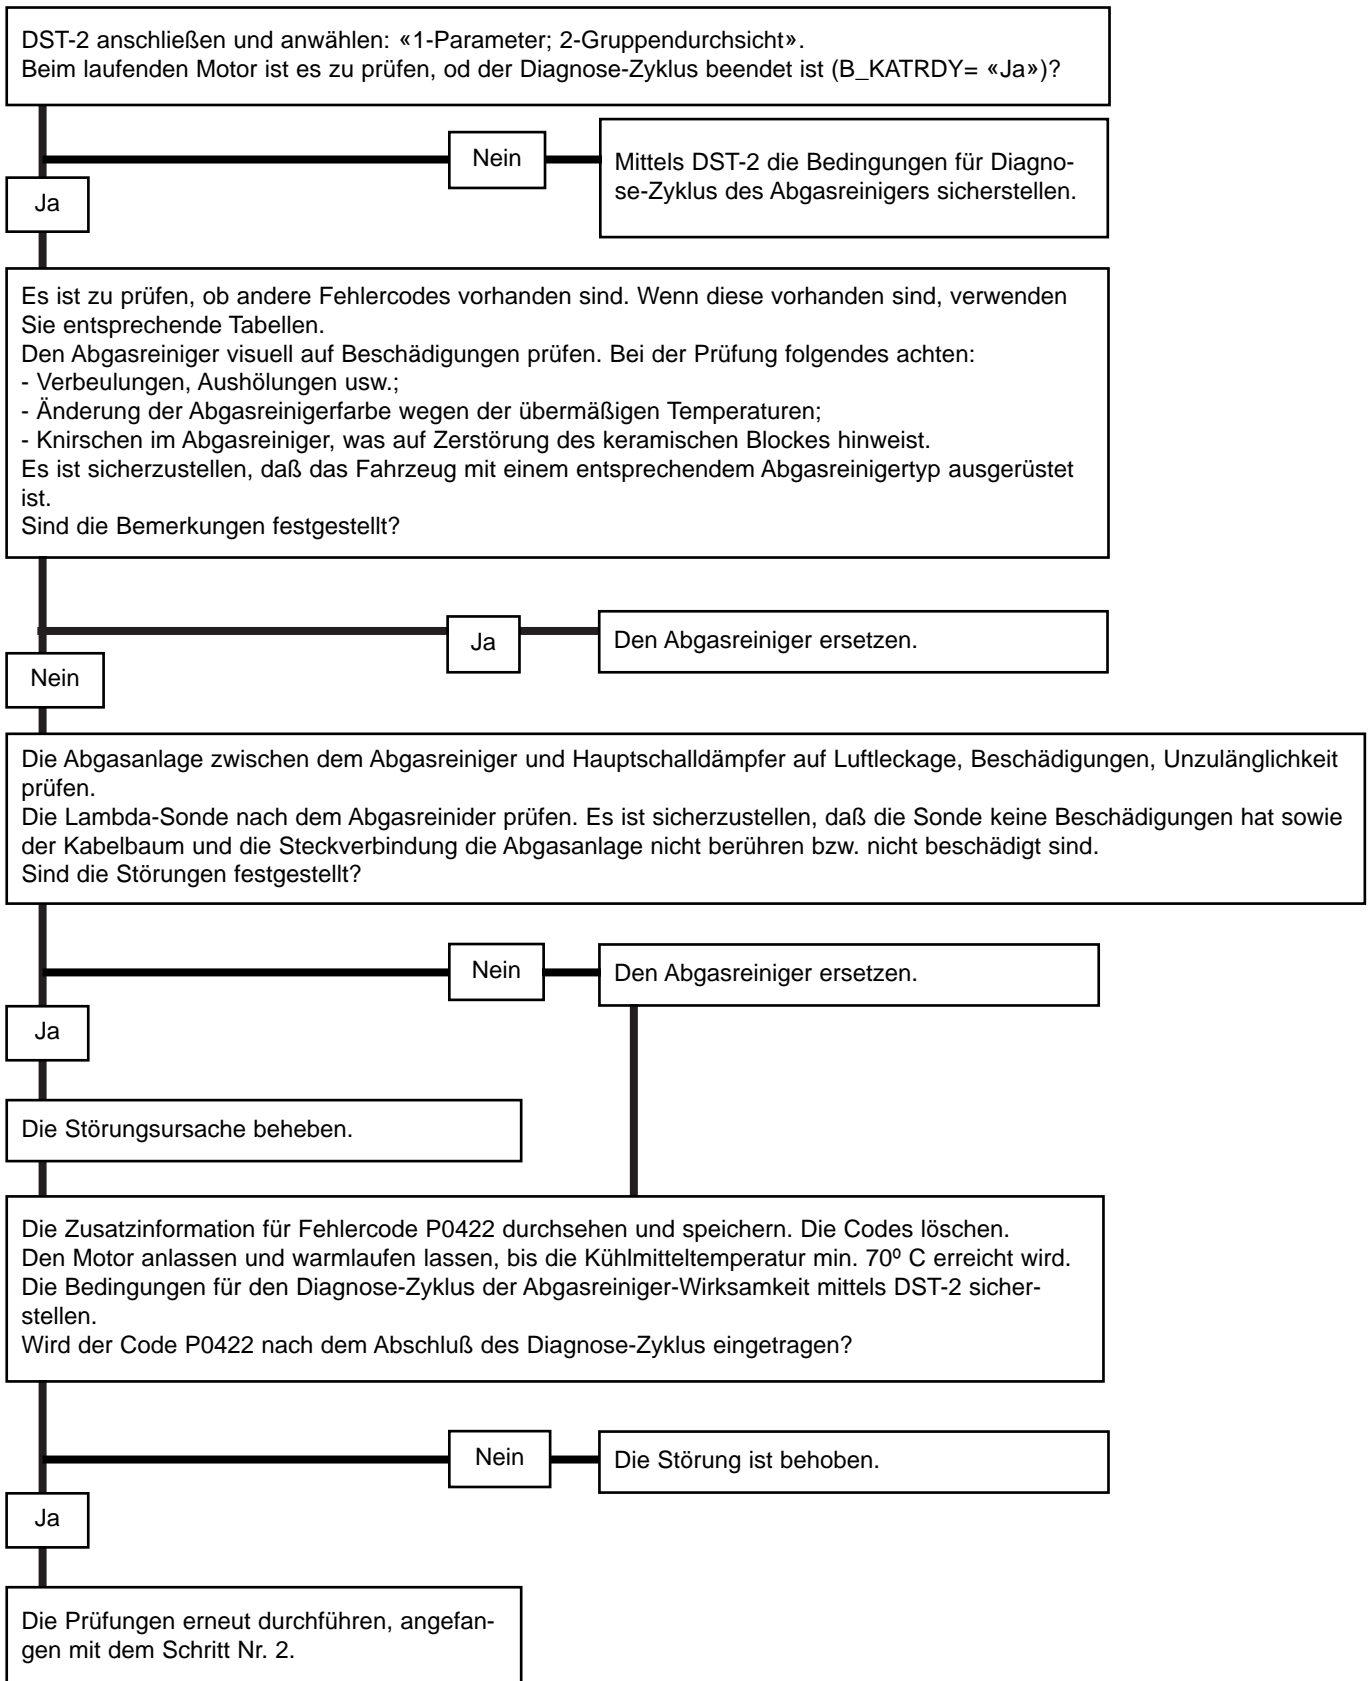 DST-2 anschließen und anwählen: «1-Parameter; 2-Gruppendurchsicht».
Beim laufenden Motor ist es zu prüfen, od der Diagnose-Zyklus beendet ist (B_KATRDY= «Ja»)?
Nein
Mittels DST-2 die Bedingungen für Diagno-
se-Zyklus des Abgasreinigers sicherstellen.
Ja
Es ist zu prüfen, ob andere Fehlercodes vorhanden sind. Wenn diese vorhanden sind, verwenden
Sie entsprechende Tabellen.
Den Abgasreiniger visuell auf Beschädigungen prüfen. Bei der Prüfung folgendes achten:
- Verbeulungen, Aushölungen usw.;
- Änderung der Abgasreinigerfarbe wegen der übermäßigen Temperaturen;
- Knirschen im Abgasreiniger, was auf Zerstörung des keramischen Blockes hinweist.
Es ist sicherzustellen, daß das Fahrzeug mit einem entsprechendem Abgasreinigertyp ausgerüstet
ist.
Sind die Bemerkungen festgestellt?
Ja
Den Abgasreiniger ersetzen.
Nein
Die Abgasanlage zwischen dem Abgasreiniger und Hauptschalldämpfer auf Luftleckage, Beschädigungen, Unzulänglichkeit
prüfen.
Die Lambda-Sonde nach dem Abgasreinider prüfen. Es ist sicherzustellen, daß die Sonde keine Beschädigungen hat sowie
der Kabelbaum und die Steckverbindung die Abgasanlage nicht berühren bzw. nicht beschädigt sind.
Sind die Störungen festgestellt?
Nein
Den Abgasreiniger ersetzen.
Ja
Die Störungsursache beheben.
Die Zusatzinformation für Fehlercode P0422 durchsehen und speichern. Die Codes löschen.
Den Motor anlassen und warmlaufen lassen, bis die Kühlmitteltemperatur min. 70º C erreicht wird.
Die Bedingungen für den Diagnose-Zyklus der Abgasreiniger-Wirksamkeit mittels DST-2 sicher-
stellen.
Wird der Code P0422 nach dem Abschluß des Diagnose-Zyklus eingetragen?
Nein
Die Störung ist behoben.
Ja
Die Prüfungen erneut durchführen, angefan-
gen mit dem Schritt Nr. 2.